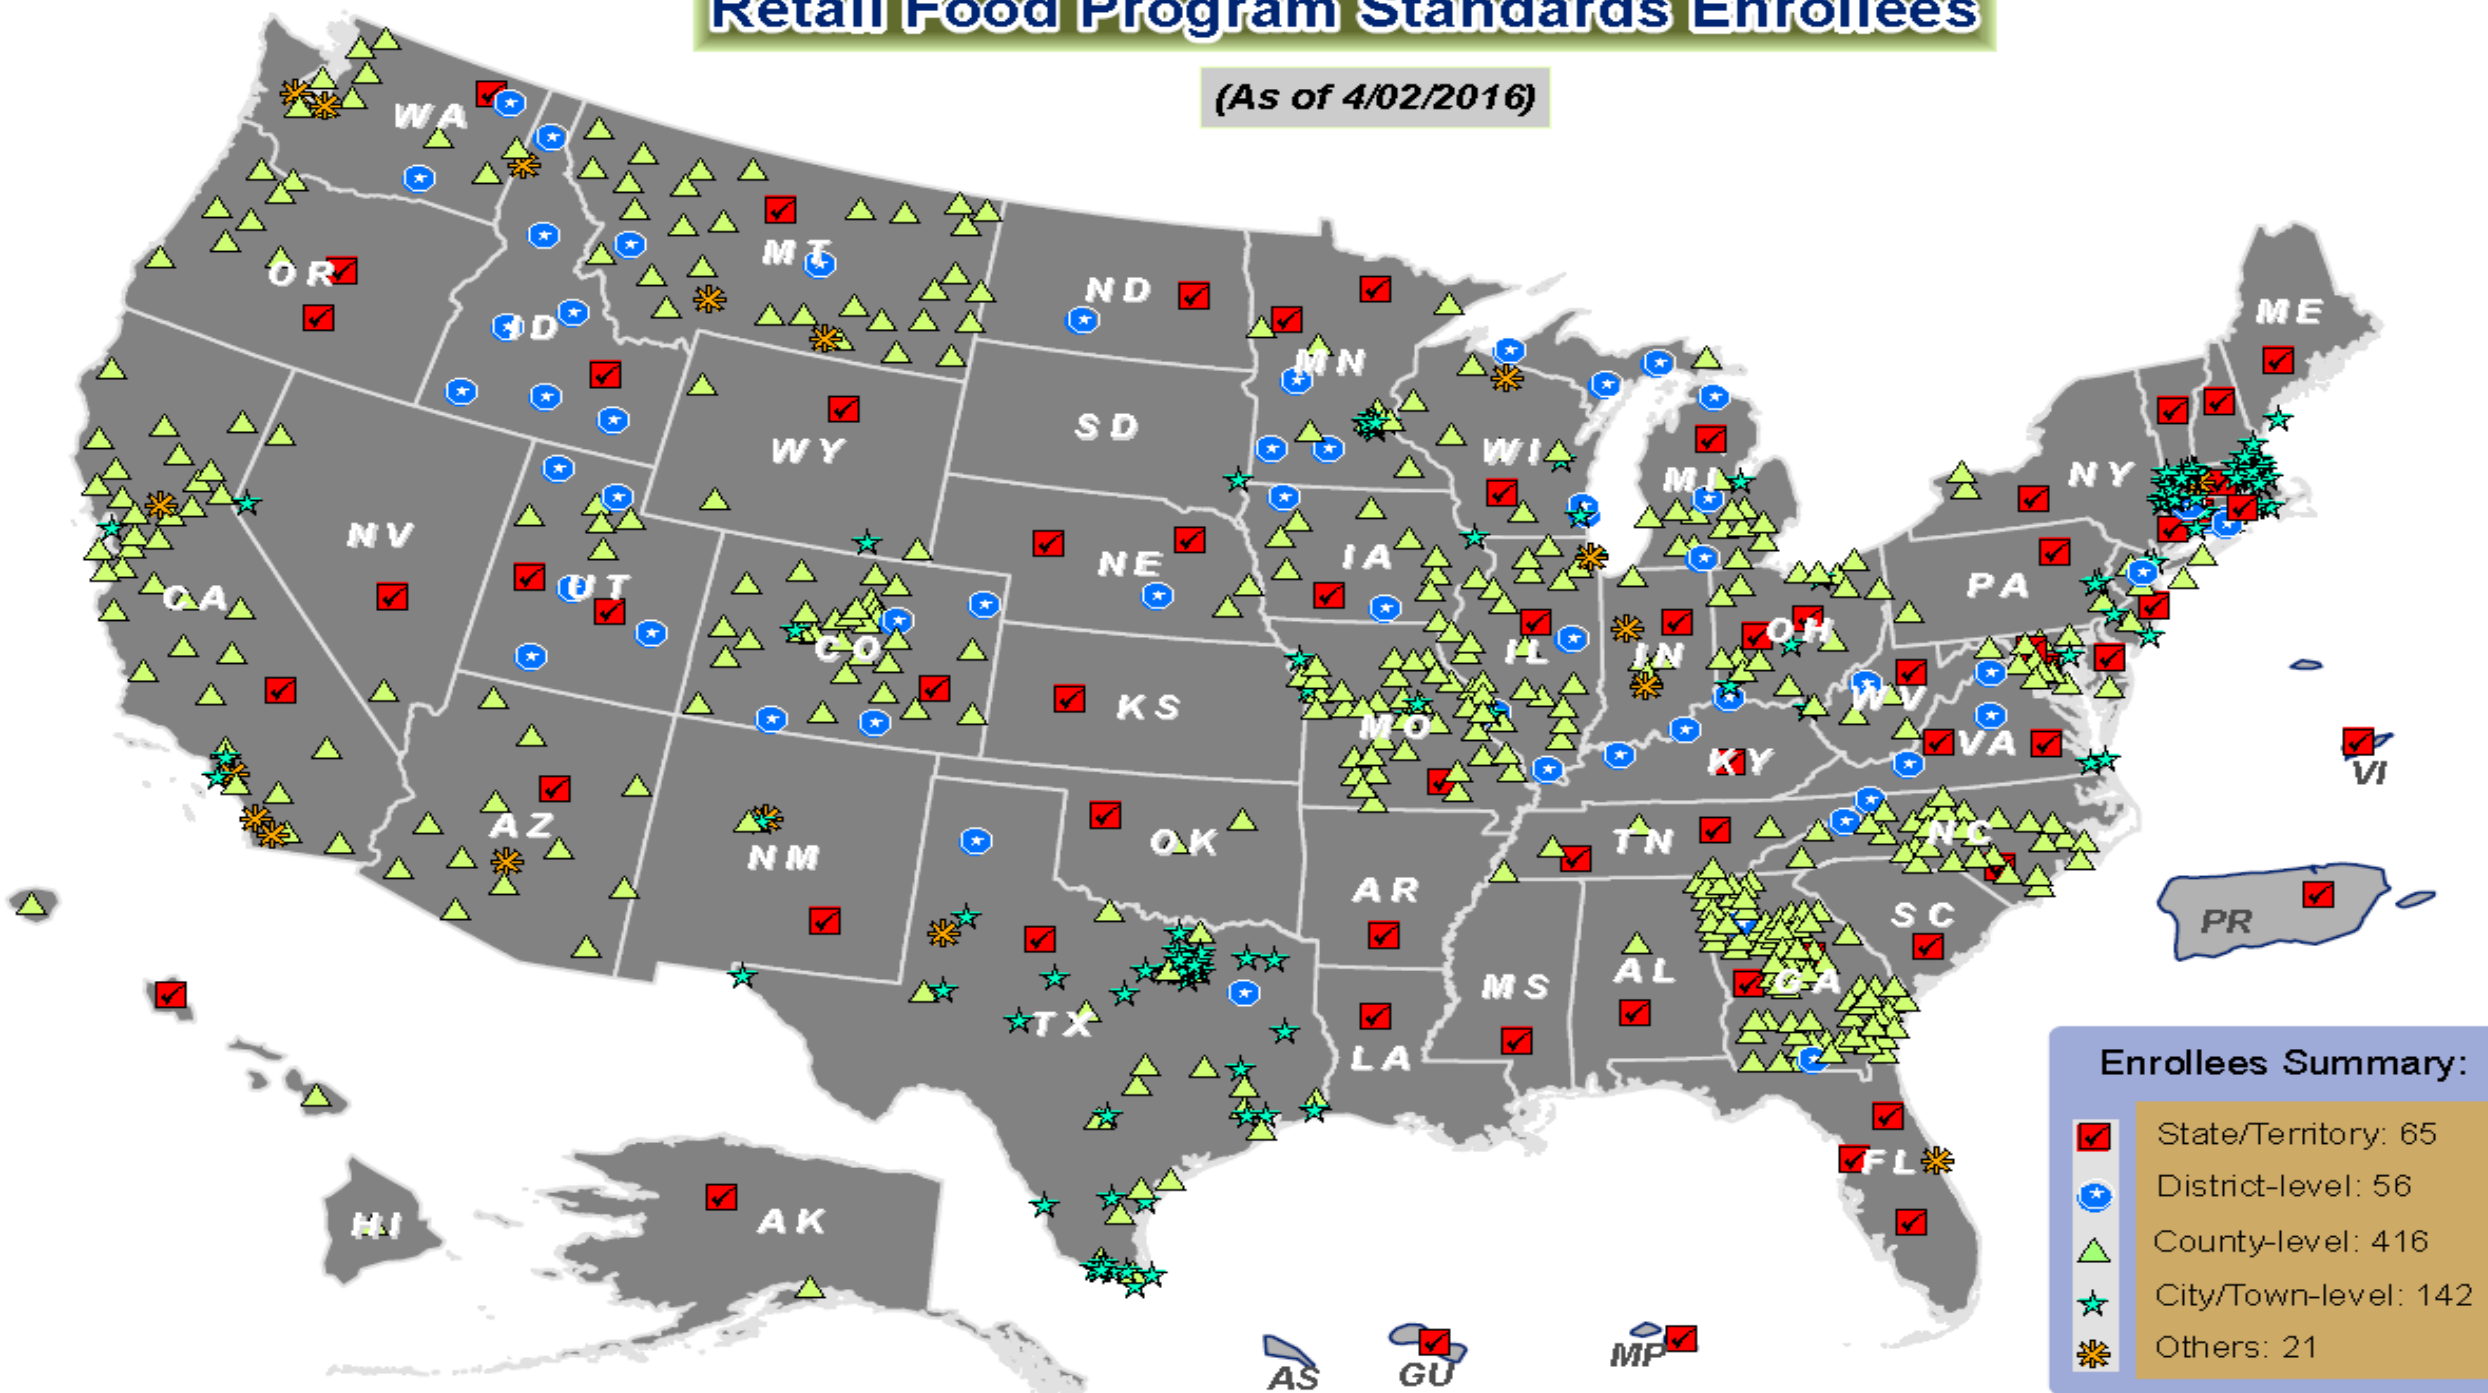 Retail Food Program Standards Enrollees
(As of 4/02/2016)
WA
MT
ND
OR
ID
MN
ME
WY
SD
WI
MI
NY
NV
UT
NE
IA
PA
CA
CO
IL
IN
OH
KS
MO
WV
VA
KY
VI
AZ
NM
OK
TN
NC
AR
SC
PR
TX
MS
AL
GA
LA
FL
HI
AK
AS
GU
MP
Enrollees Summary:
State/Territory: 65
District-level: 56
County-level: 416
City/Town-level: 142
Others: 21